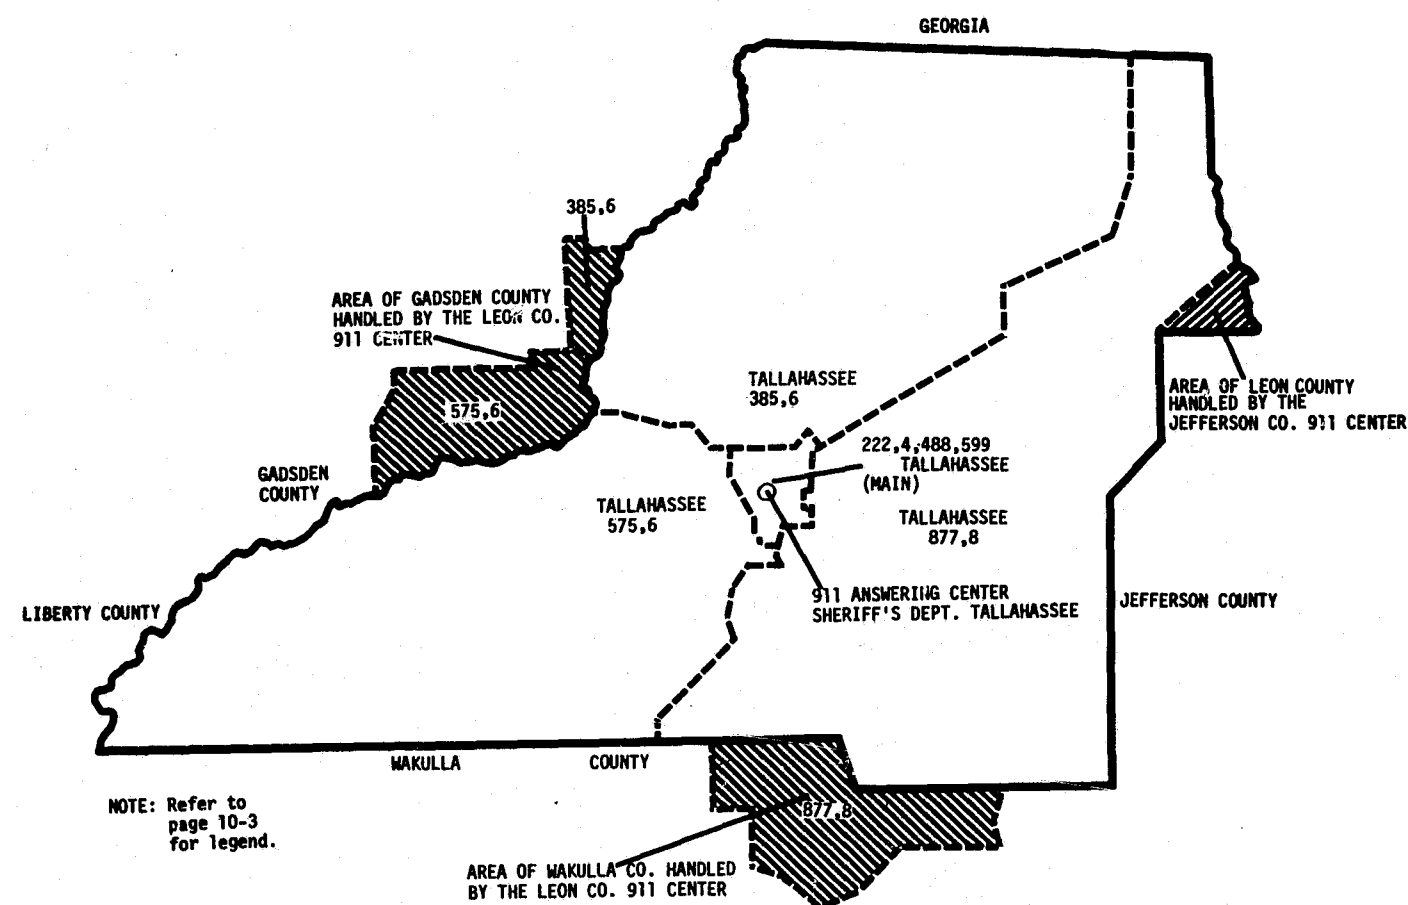 GEORGIA
385,6
AREA OF GADSDEN COUNTY
HANDLED BY THE LEON CO.
911 CENTER
575,6
GADSDEN
COUNTY
TALLAHASSEE
385,6
222,4,488,599
TALLAHASSEE
(MAIN)
TALLAHASSEE
575,6
TALLAHASSEE
877,8
AREA OF LEON COUNTY
HANDLED BY THE
JEFFERSON CO. 911 CENTER
911 ANSWERING CENTER
SHERIFF'S DEPT. TALLAHASSEE
JEFFERSON COUNTY
LIBERTY COUNTY
WAKULLA COUNTY
NOTE: Refer to
page 10-3
for legend.
877,8
AREA OF WAKULLA CO. HANDLED
BY THE LEON CO. 911 CENTER